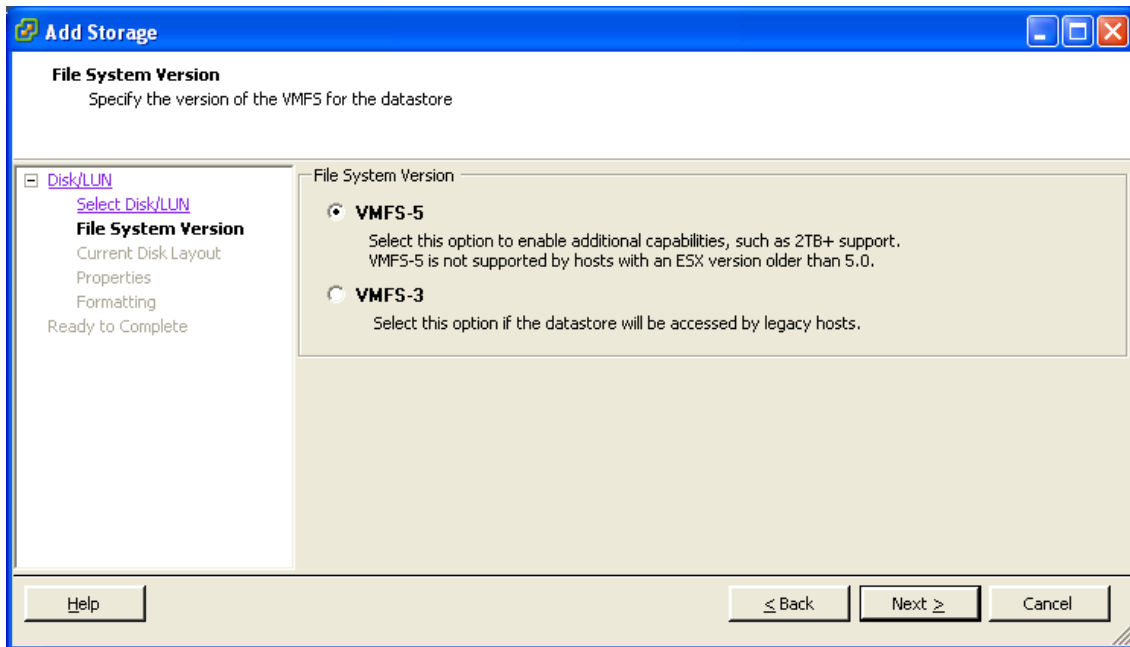 Add Storage
File System Version
Specify the version of the VMFS for the datastore
Disk/LUN
Select Disk/LUN
File System Version
Current Disk Layout
Properties
Formatting
Ready to Complete
File System Version
VMFS-5
Select this option to enable additional capabilities, such as 2TB+ support.
VMFS-5 is not supported by hosts with an ESX version older than 5.0.
VMFS-3
Select this option if the datastore will be accessed by legacy hosts.
Help
< Back
Next >
Cancel